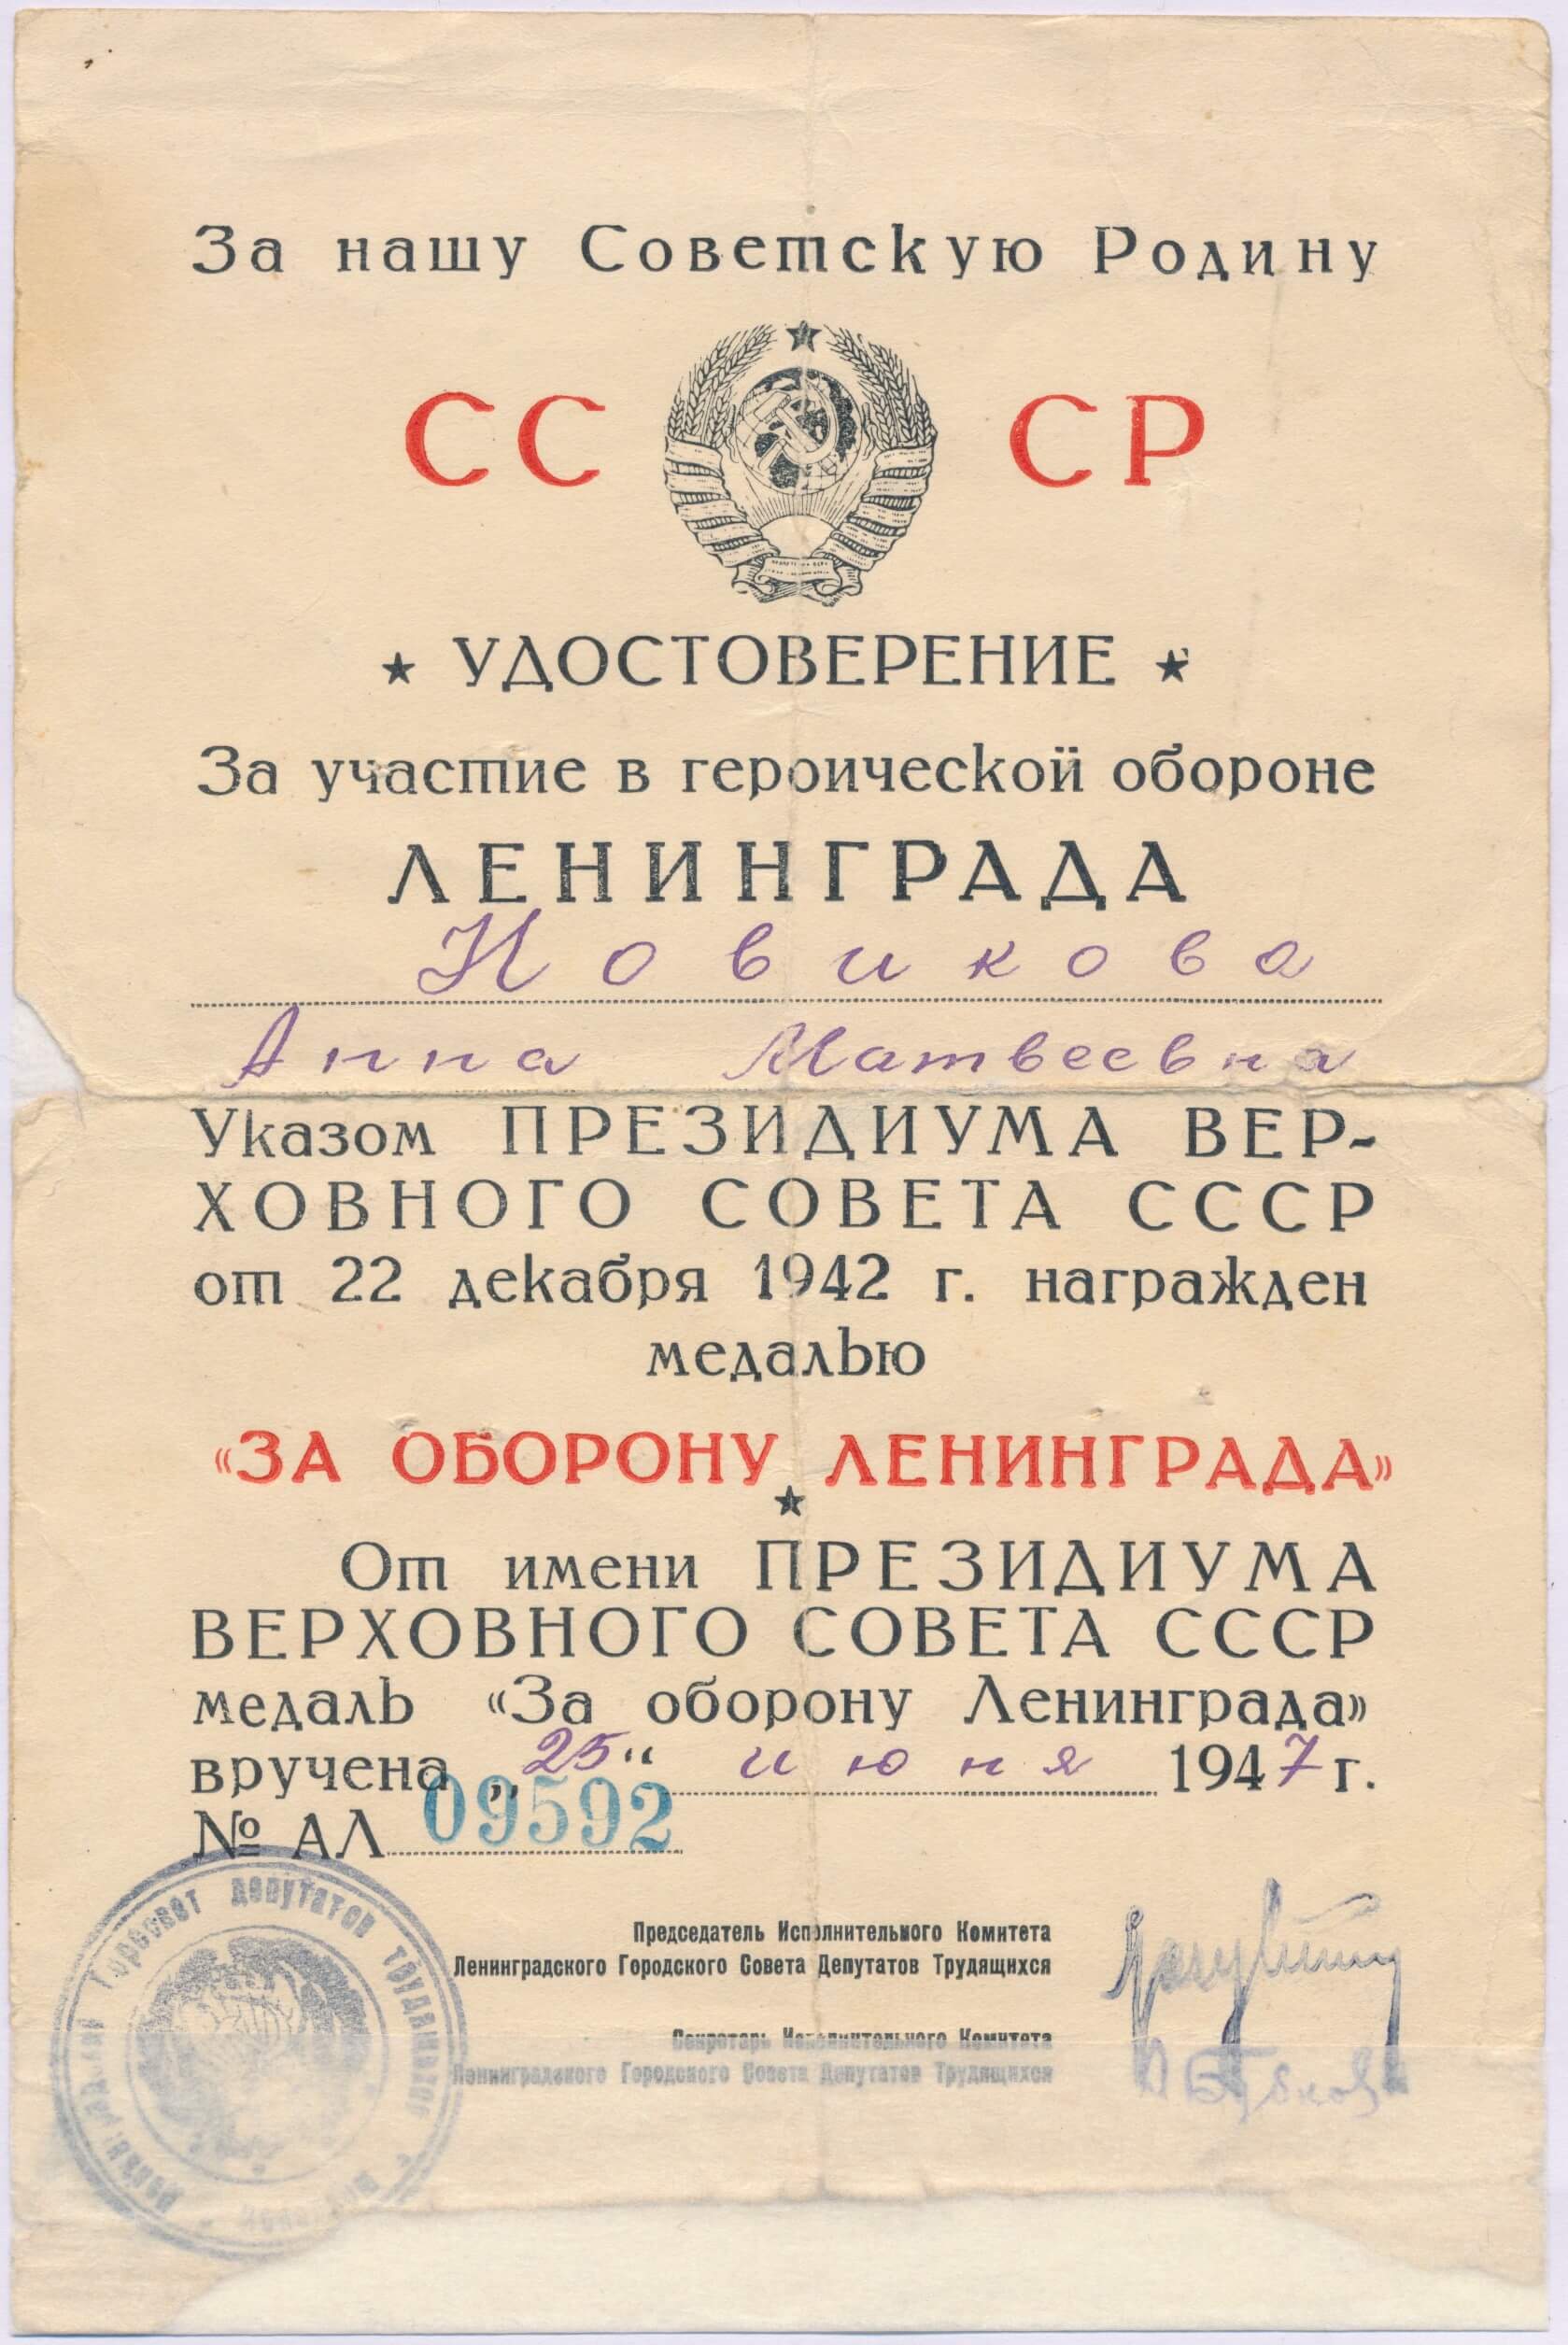 За нашу Советскую Родину
СС СР
★ УДОСТОВЕРЕНИЕ ★
За участие в героической обороне
ЛЕНИНГРАДА
Новикова
Анна Матвеевна
Указом ПРЕЗИДИУМА ВЕР-
ХОВНОГО СОВЕТА СССР
от 22 декабря 1942 г. награжден
медалью
«ЗА ОБОРОНУ ЛЕНИНГРАДА»
★
От имени ПРЕЗИДИУМА
ВЕРХОВНОГО СОВЕТА СССР
медаль «За оборону Ленинграда»
вручена „25“ июня 1947 г.
№ АЛ 09592
Председатель Исполнительного Комитета
Ленинградского Городского Совета Депутатов Трудящихся
Секретарь Исполнительного Комитета
Ленинградского Городского Совета Депутатов Трудящихся
Горсовет депутатов трудящихся